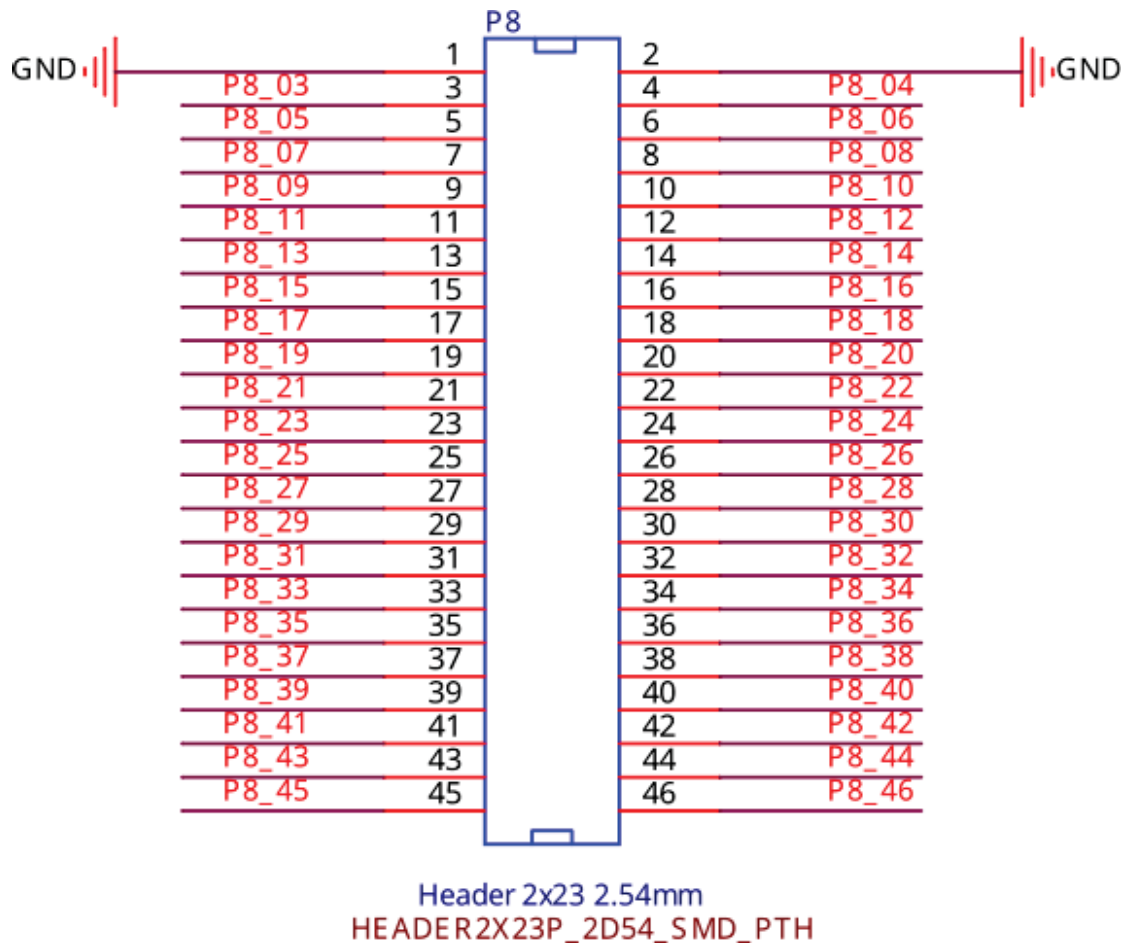 P8
1 2
GND GND
P8_03 3 4 P8_04
P8_05 5 6 P8_06
P8_07 7 8 P8_08
P8_09 9 10 P8_10
P8_11 11 12 P8_12
P8_13 13 14 P8_14
P8_15 15 16 P8_16
P8_17 17 18 P8_18
P8_19 19 20 P8_20
P8_21 21 22 P8_22
P8_23 23 24 P8_24
P8_25 25 26 P8_26
P8_27 27 28 P8_28
P8_29 29 30 P8_30
P8_31 31 32 P8_32
P8_33 33 34 P8_34
P8_35 35 36 P8_36
P8_37 37 38 P8_38
P8_39 39 40 P8_40
P8_41 41 42 P8_42
P8_43 43 44 P8_44
P8_45 45 46 P8_46
Header 2x23 2.54mm
HEADER2X23P_2D54_SMD_PTH